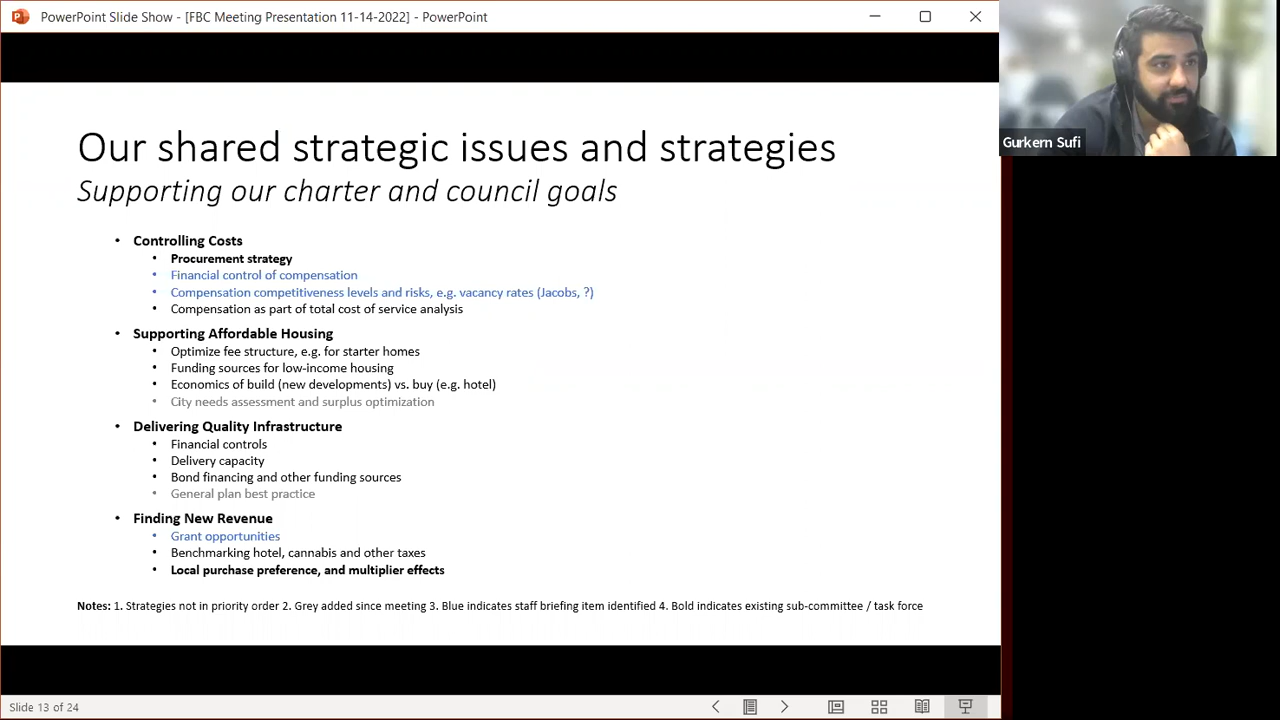 PowerPoint Slide Show - [FBC Meeting Presentation 11-14-2022] - PowerPoint
Gurkern Sufi
Our shared strategic issues and strategies
Supporting our charter and council goals
• Controlling Costs
• Procurement strategy
• Financial control of compensation
• Compensation competitiveness levels and risks, e.g. vacancy rates (Jacobs, ?)
• Compensation as part of total cost of service analysis
• Supporting Affordable Housing
• Optimize fee structure, e.g. for starter homes
• Funding sources for low-income housing
• Economics of build (new developments) vs. buy (e.g. hotel)
• City needs assessment and surplus optimization
• Delivering Quality Infrastructure
• Financial controls
• Delivery capacity
• Bond financing and other funding sources
• General plan best practice
• Finding New Revenue
• Grant opportunities
• Benchmarking hotel, cannabis and other taxes
• Local purchase preference, and multiplier effects
Notes: 1. Strategies not in priority order 2. Grey added since meeting 3. Blue indicates staff briefing item identified 4. Bold indicates existing sub-committee / task force
Slide 13 of 24